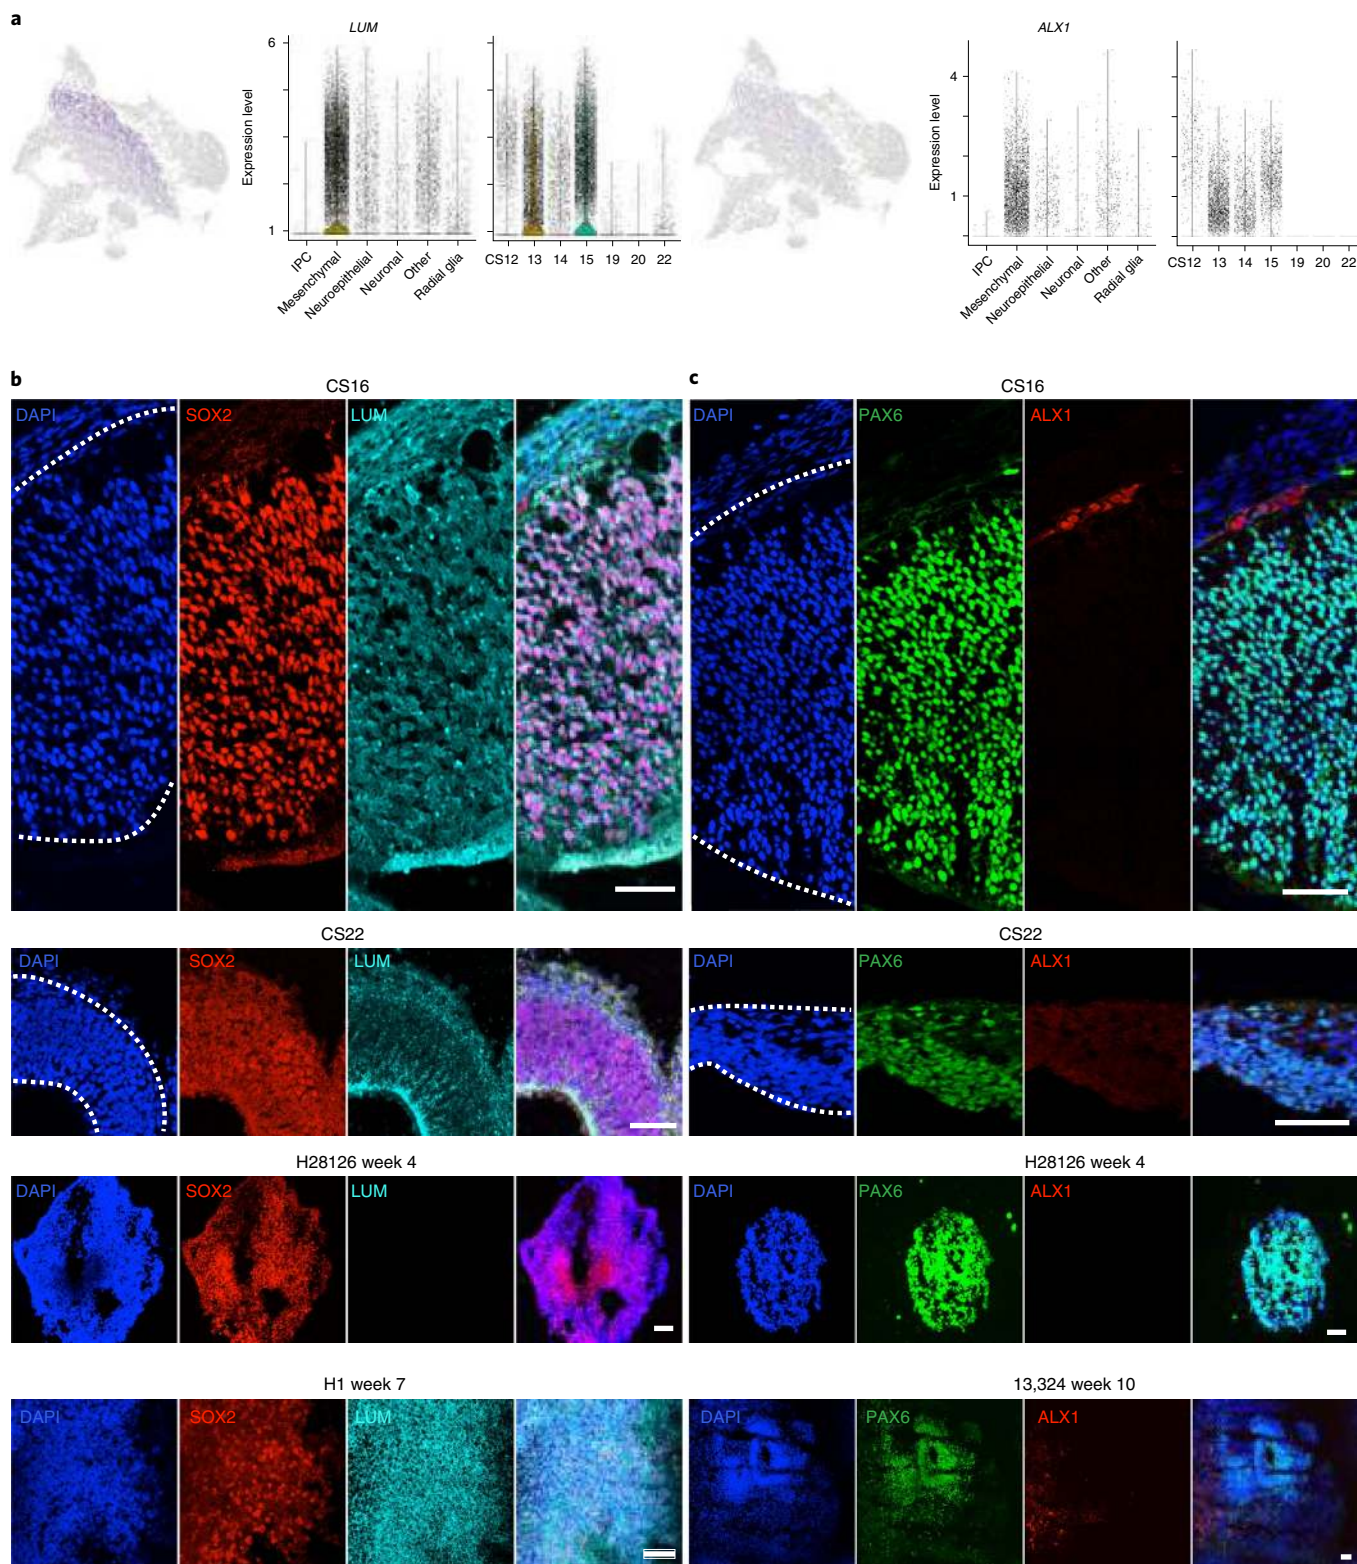 a
LUM
ALX1
6
1
Expression level
IPC
Mesenchymal
Neuroepithelial
Neuronal
Other
Radial glia
CS12 13 14 15 19 20 22
4
1
Expression level
IPC
Mesenchymal
Neuroepithelial
Neuronal
Other
Radial glia
CS12 13 14 15 19 20 22
b
CS16
DAPI SOX2 LUM
c
CS16
DAPI PAX6 ALX1
CS22
DAPI SOX2 LUM
CS22
DAPI PAX6 ALX1
H28126 week 4
DAPI SOX2 LUM
H28126 week 4
DAPI PAX6 ALX1
H1 week 7
DAPI SOX2 LUM
13,324 week 10
DAPI PAX6 ALX1